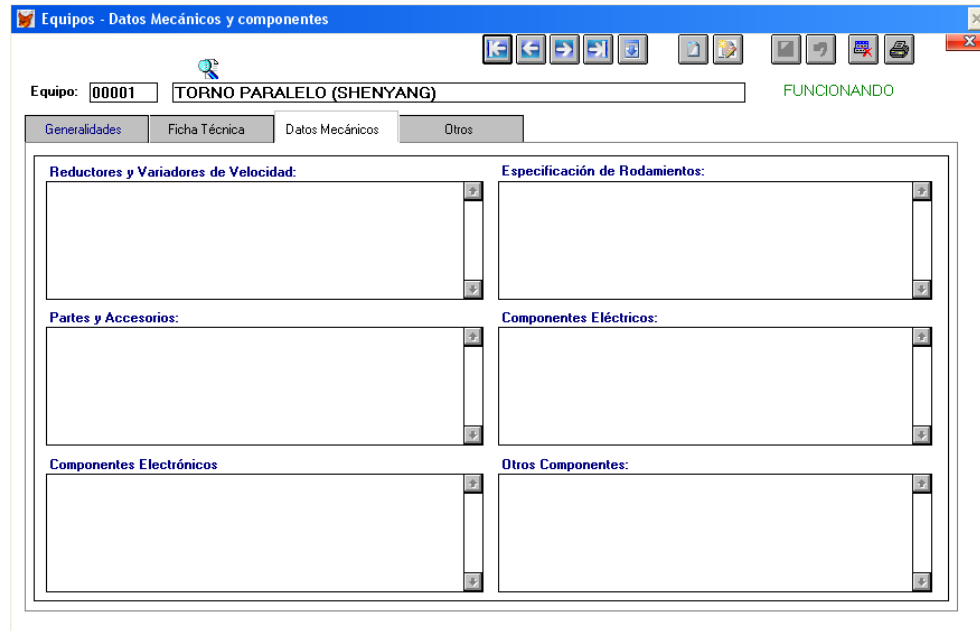 Equipos - Datos Mecánicos y componentes
Equipo: 00001 TORNO PARALELO (SHENYANG) FUNCIONANDO
Generalidades Ficha Técnica Datos Mecánicos Otros
Reductores y Variadores de Velocidad: Especificación de Rodamientos:
Partes y Accesorios: Componentes Eléctricos:
Componentes Electrónicos Otros Componentes: